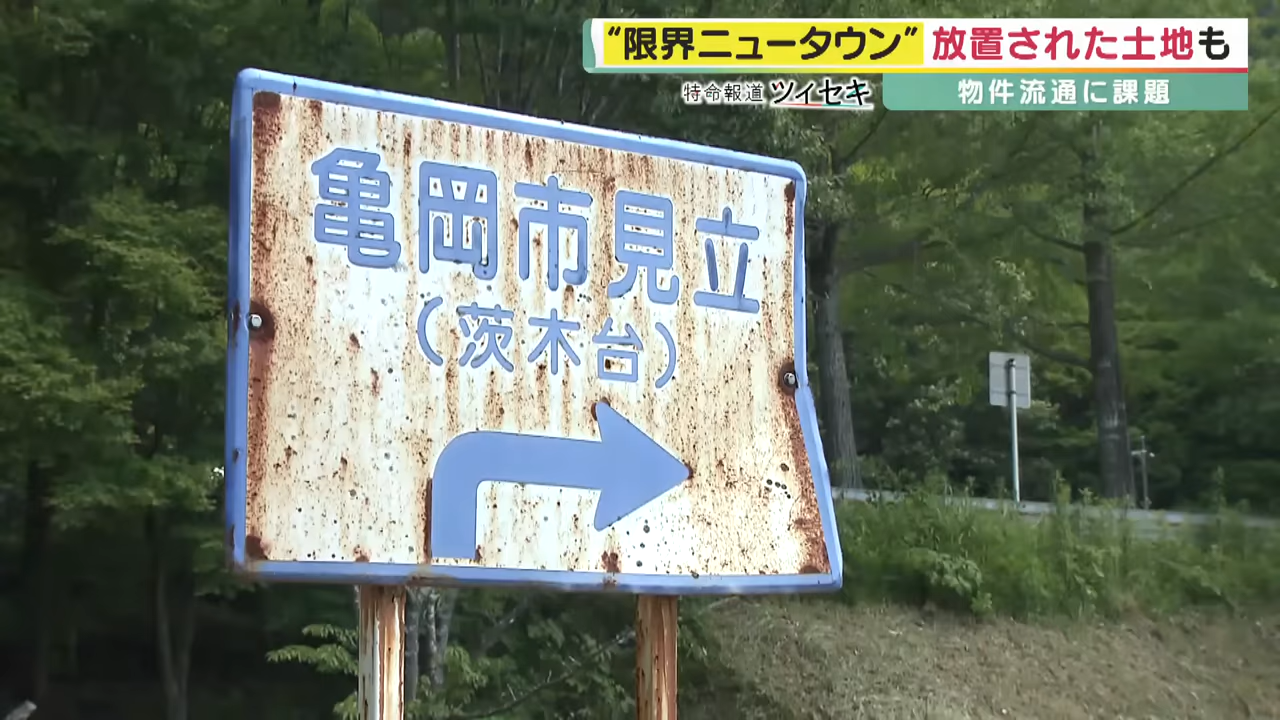 “限界ニュータウン” 放置された土地も
特命報道 ツイセキ
物件流通に課題
亀岡市見立
（茨木台）